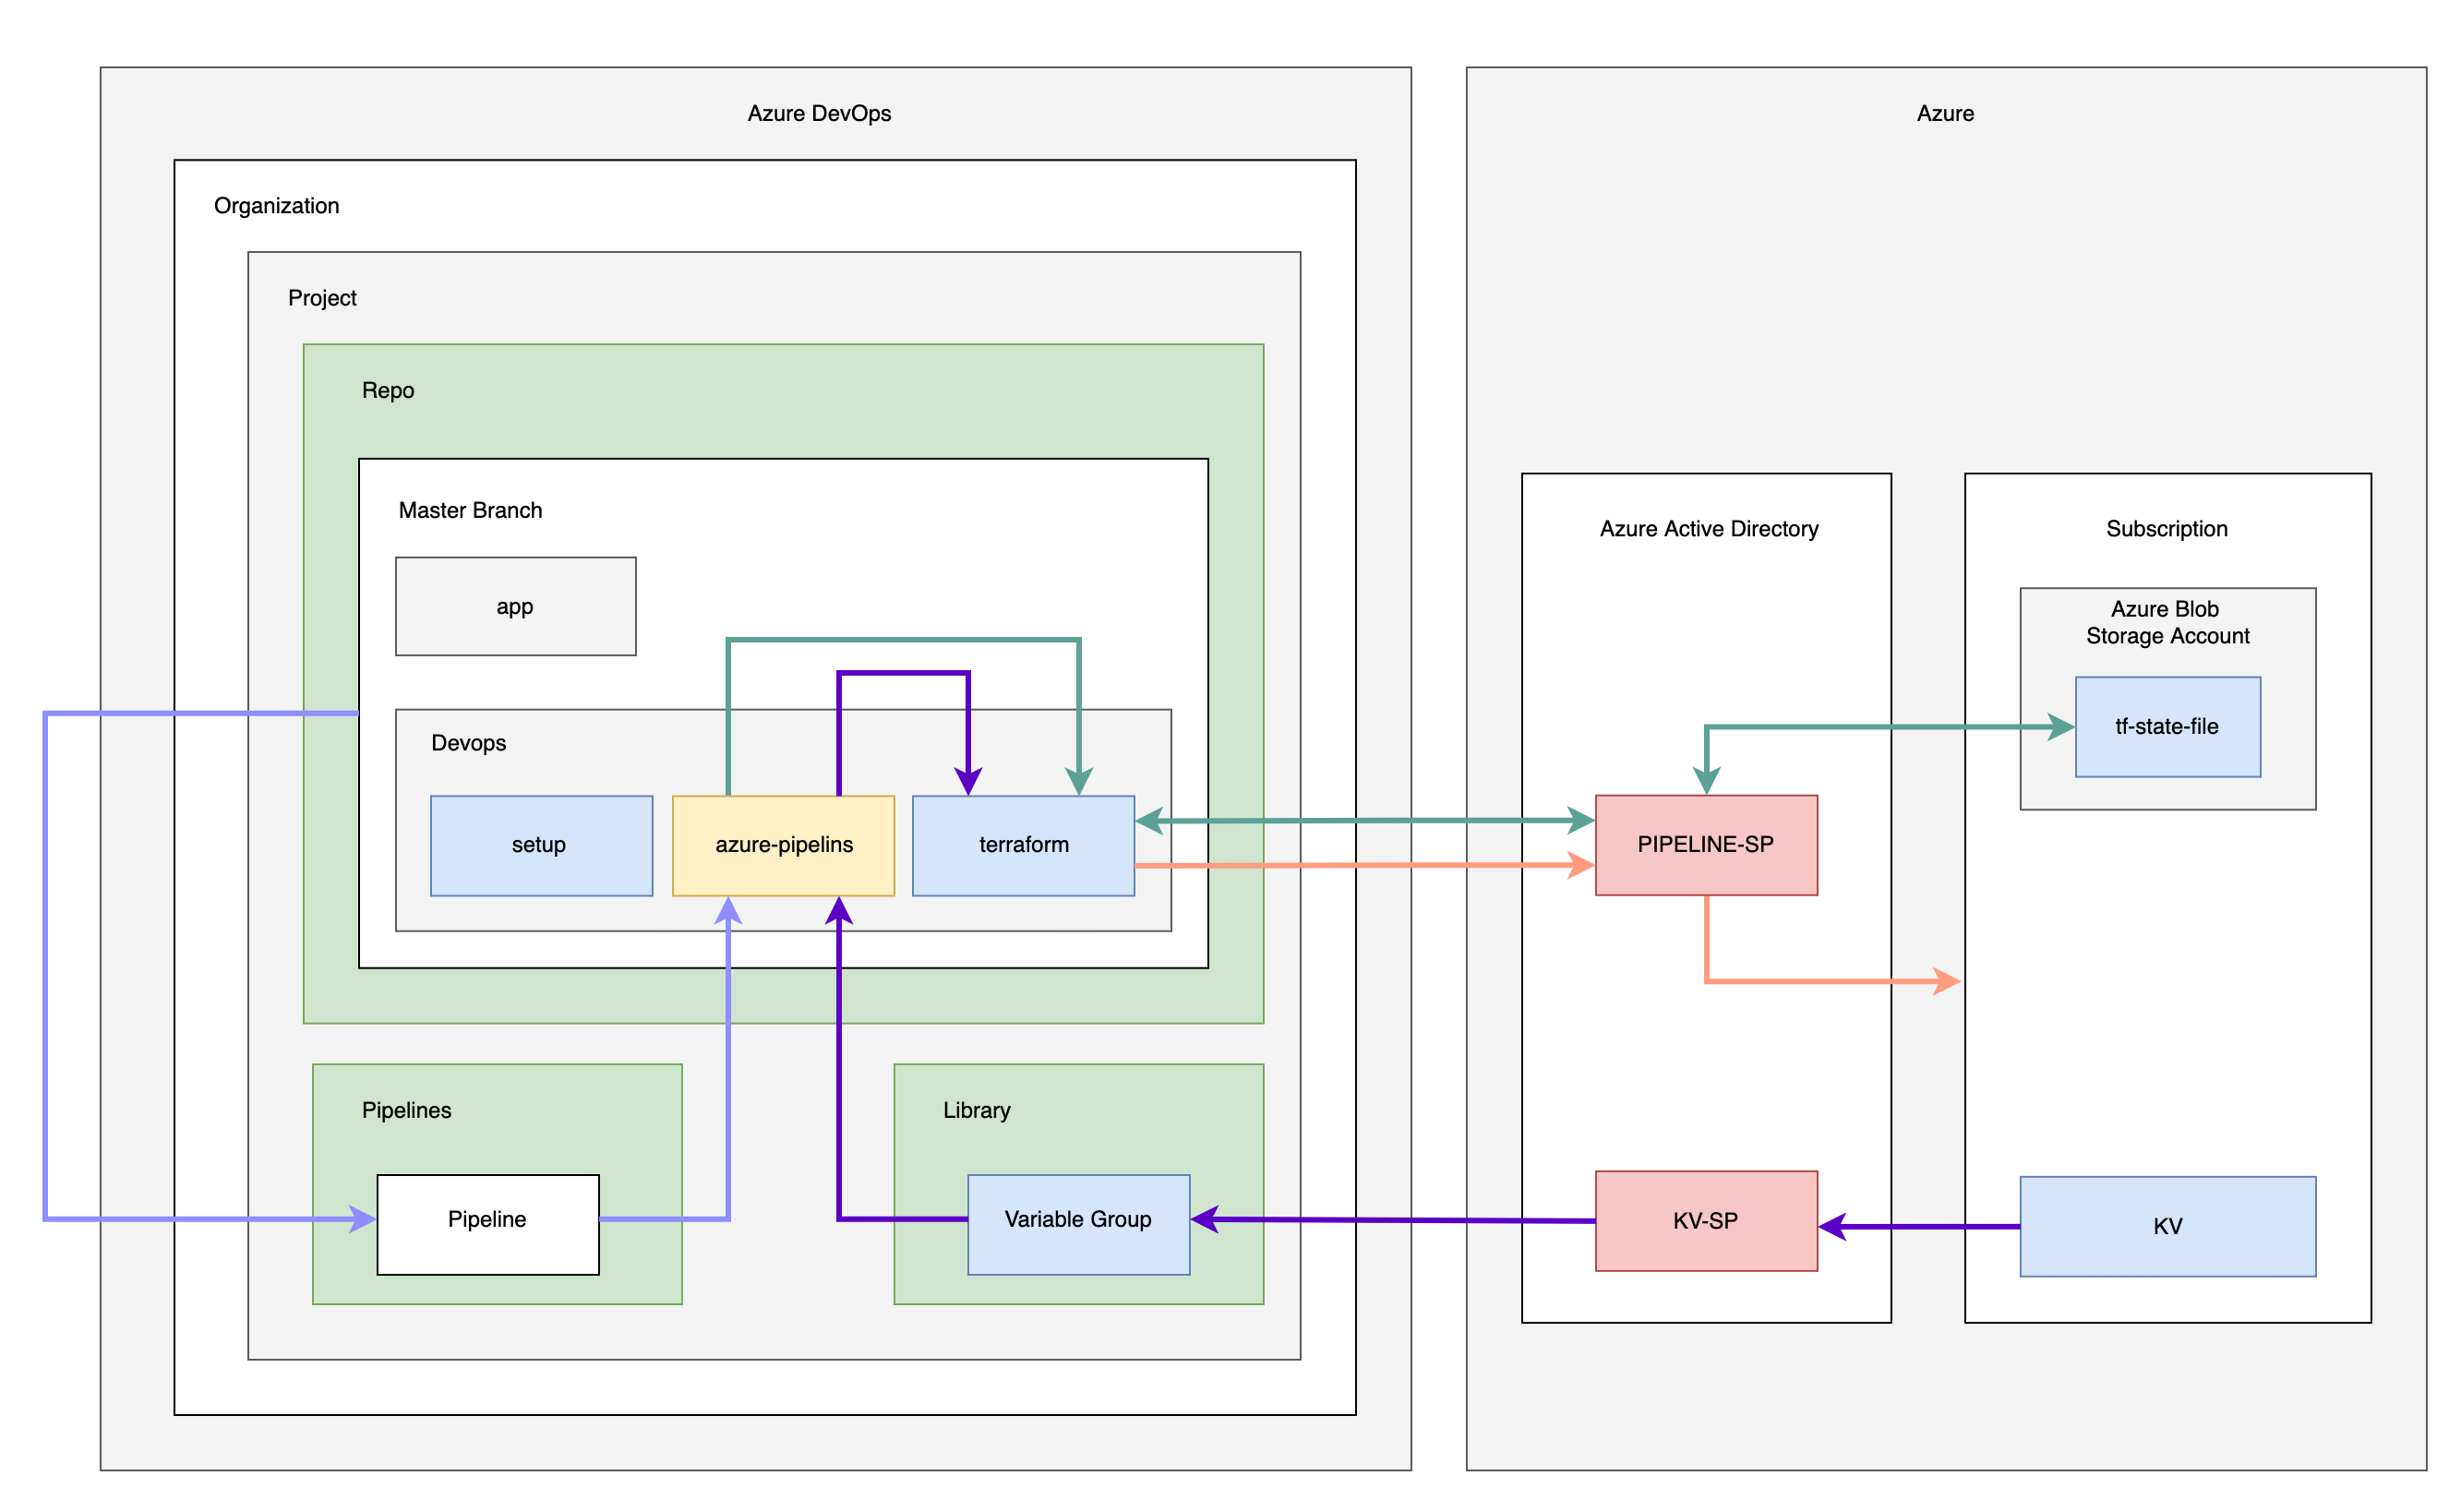 Azure DevOps
Organization
Project
Repo
Master Branch
app
Devops
setup
azure-pipelins
terraform
Pipelines
Pipeline
Library
Variable Group
Azure
Azure Active Directory
PIPELINE-SP
KV-SP
Subscription
Azure Blob
Storage Account
tf-state-file
KV